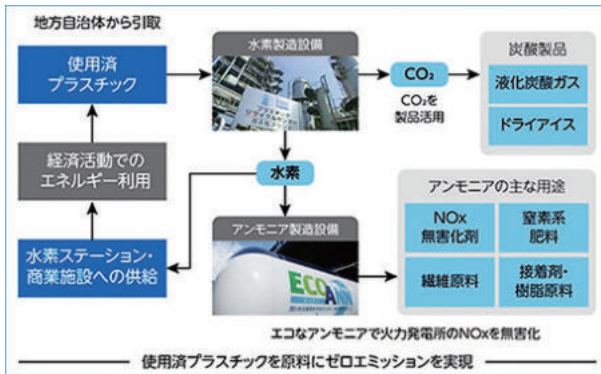 地方自治体から引取
使用済
プラスチック
水素製造設備
CO₂
CO₂を
製品活用
炭酸製品
液化炭酸ガス
ドライアイス
経済活動での
エネルギー利用
水素
水素ステーション・
商業施設への供給
アンモニア製造設備
ECOANN
アンモニアの主な用途
NOx
無害化剤
窒素系
肥料
繊維原料
接着剤・
樹脂原料
エコなアンモニアで火力発電所のNOxを無害化
使用済プラスチックを原料にゼロエミッションを実現